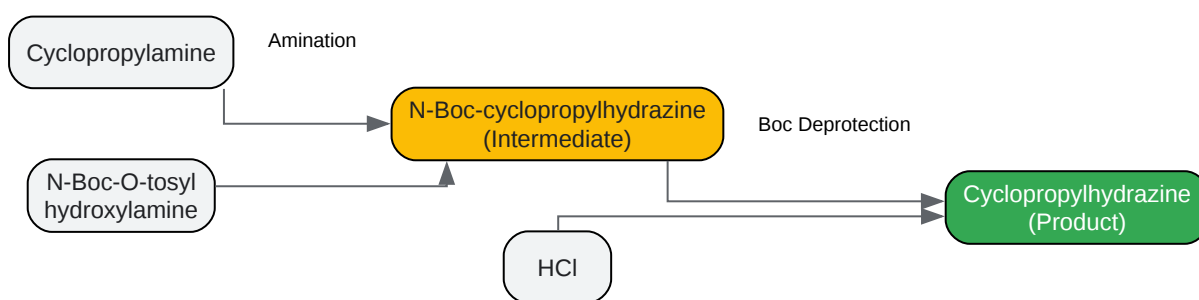 Cyclopropylamine
Amination
N-Boc-cyclopropylhydrazine
(Intermediate)
Boc Deprotection
N-Boc-O-tosyl
hydroxylamine
Cyclopropylhydrazine
(Product)
HCl